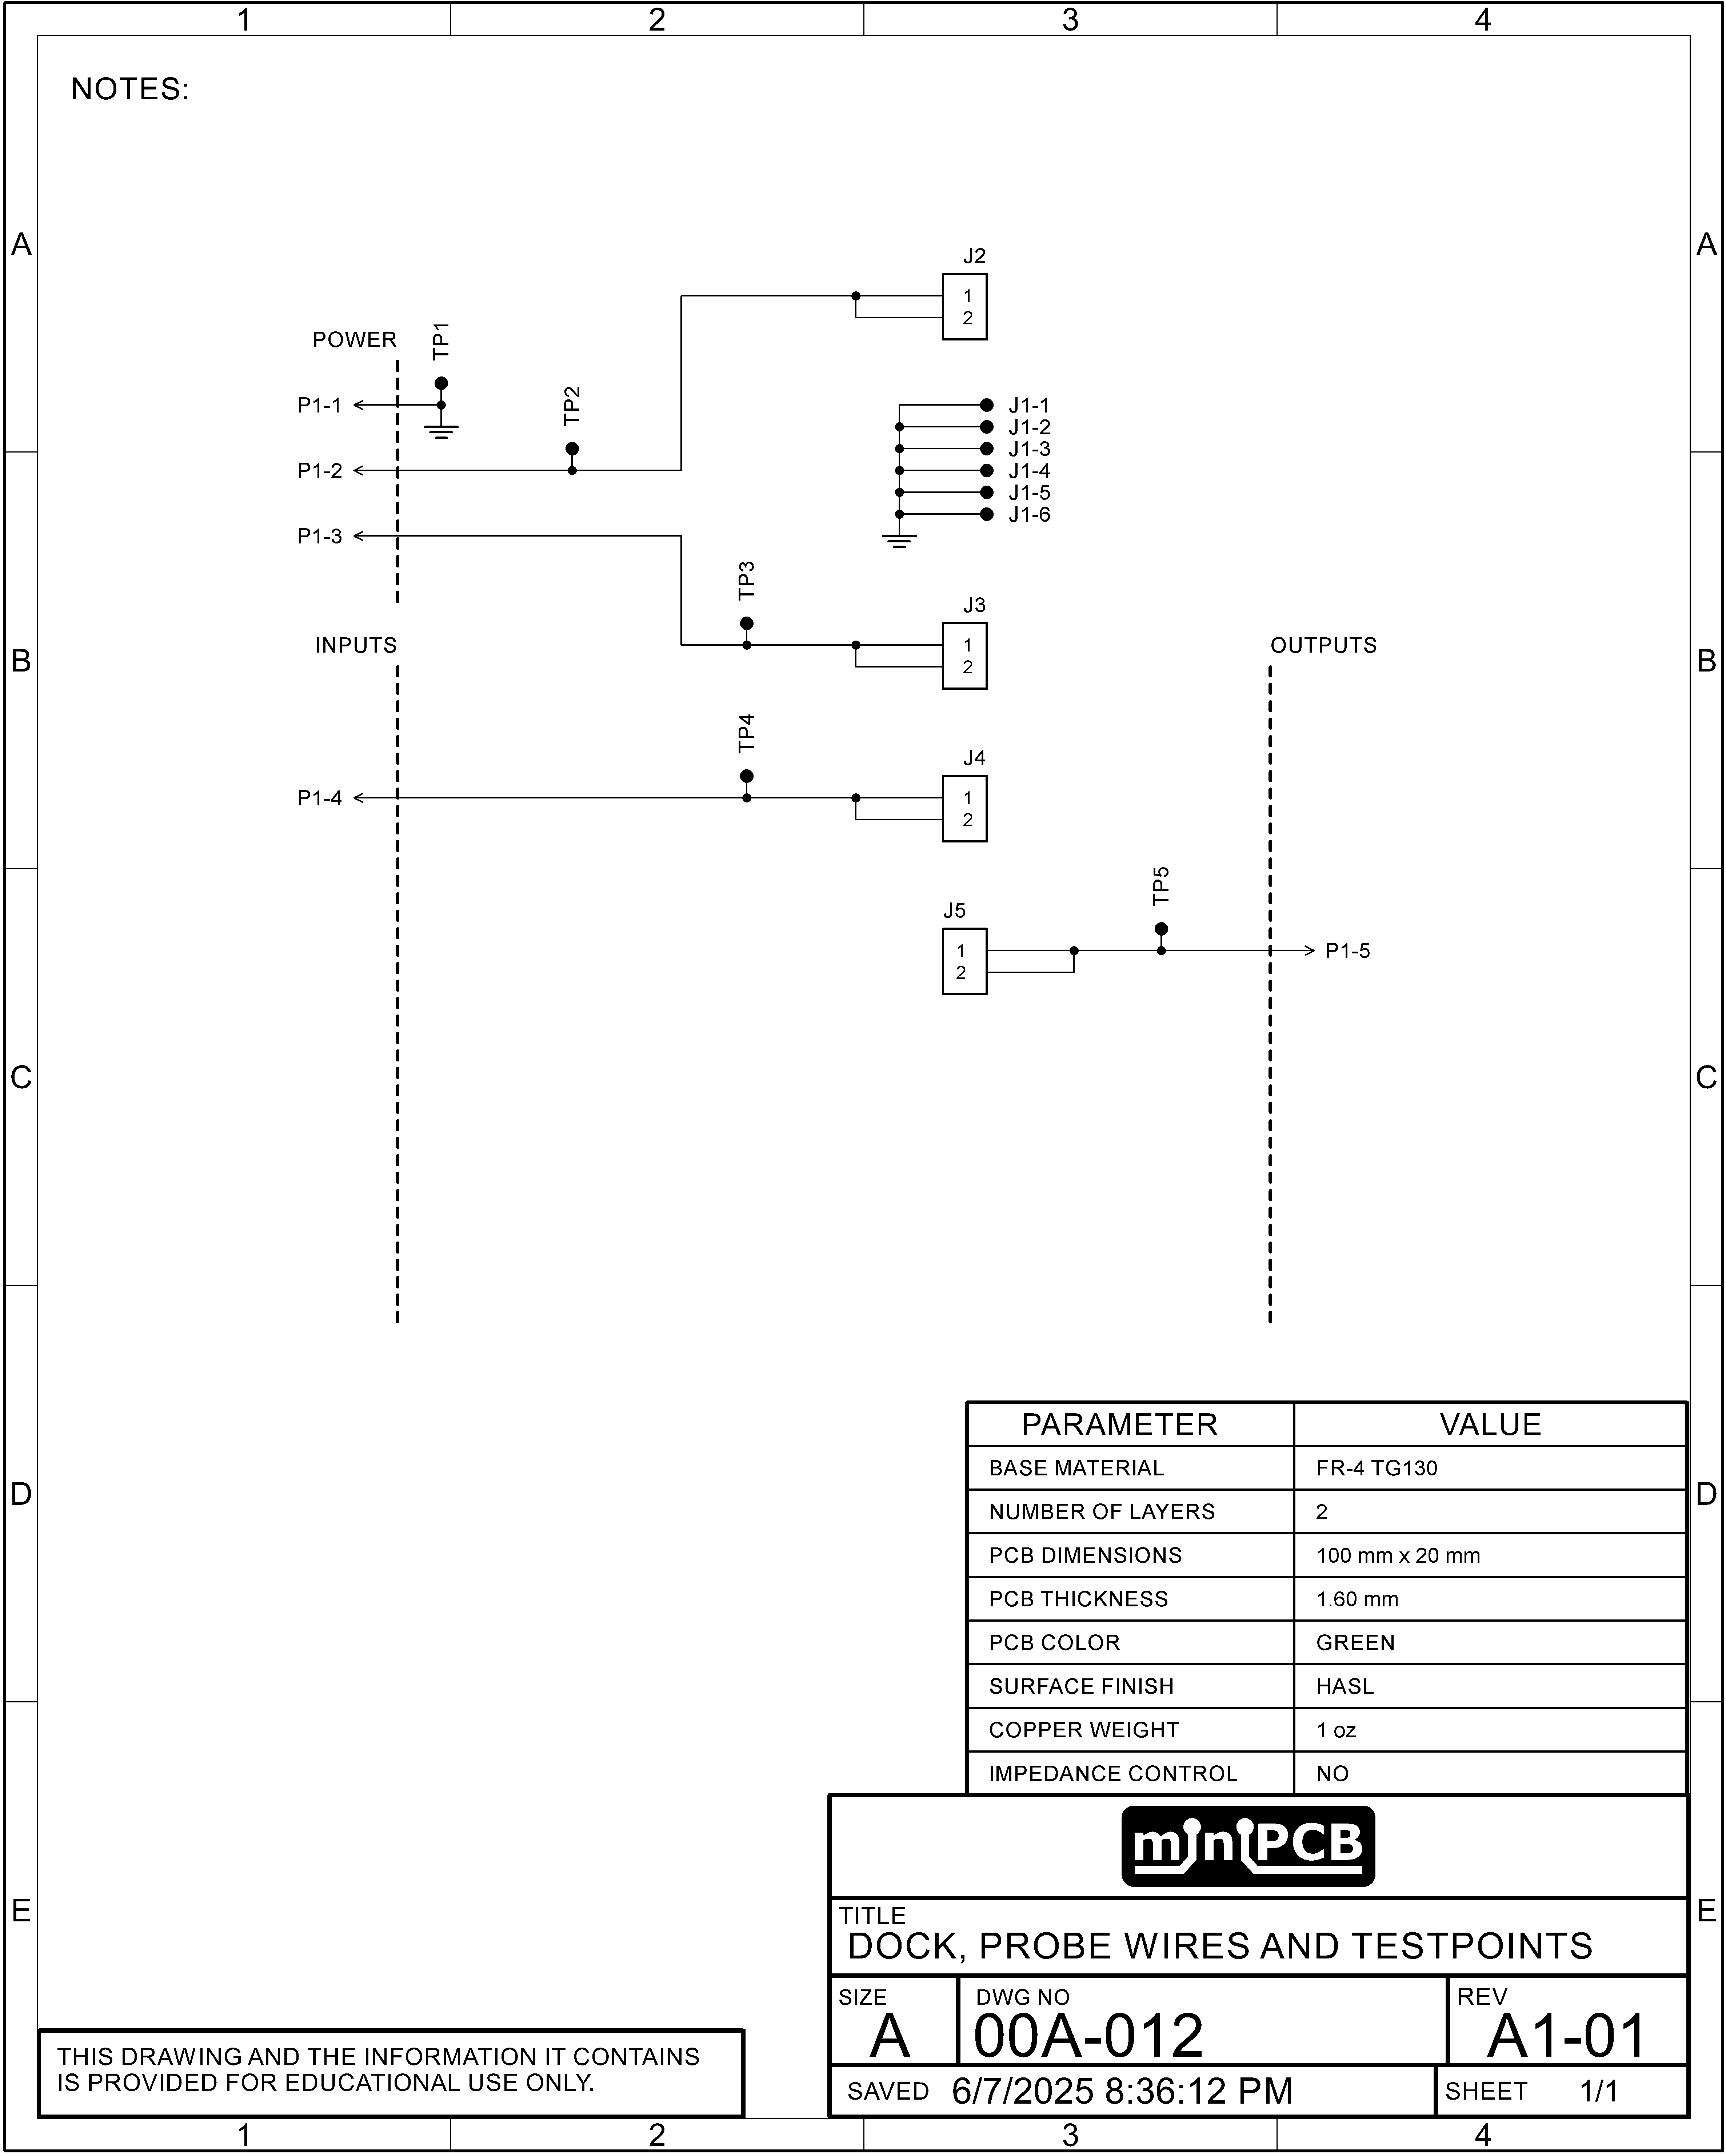 1 2 3 4
NOTES:
A A
J2
1
2
POWER
TP1
P1-1
TP2
J1-1
J1-2
J1-3
P1-2
J1-4
J1-5
J1-6
P1-3
TP3
J3
INPUTS
1
OUTPUTS
B B
2
TP4
J4
P1-4
1
2
TP5
J5
1
P1-5
2
C C
PARAMETER VALUE
BASE MATERIAL FR-4 TG130
D D
NUMBER OF LAYERS 2
PCB DIMENSIONS 100 mm x 20 mm
PCB THICKNESS 1.60 mm
PCB COLOR GREEN
SURFACE FINISH HASL
COPPER WEIGHT 1 oz
IMPEDANCE CONTROL NO
miniPCB
E E
TITLE
DOCK, PROBE WIRES AND TESTPOINTS
SIZE DWG NO REV
A 00A-012 A1-01
THIS DRAWING AND THE INFORMATION IT CONTAINS
IS PROVIDED FOR EDUCATIONAL USE ONLY.
SAVED 6/7/2025 8:36:12 PM SHEET 1/1
1 2 3 4